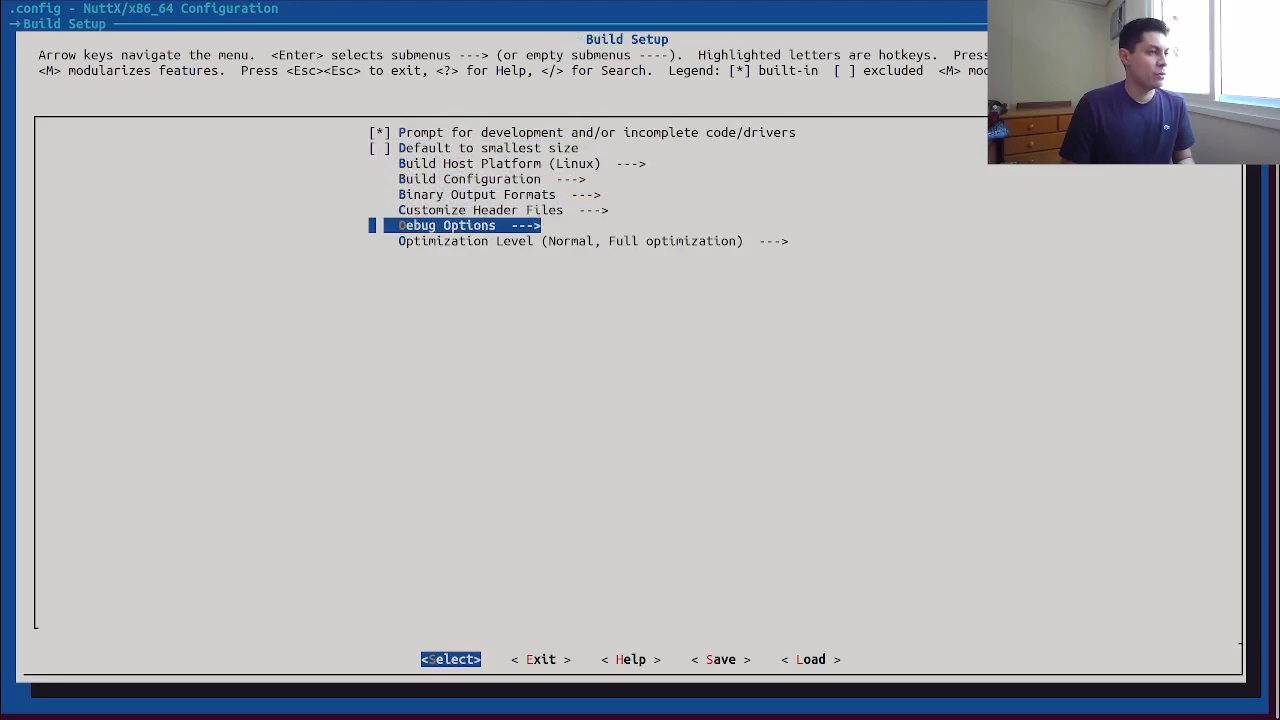 .config - NuttX/x86_64 Configuration
→Build Setup
Build Setup
Arrow keys navigate the menu. <Enter> selects submenus ---> (or empty submenus ----). Highlighted letters are hotkeys. Pres
<M> modularizes features. Press <Esc><Esc> to exit, <?> for Help, </> for Search. Legend: [*] built-in [ ] excluded <M> mo
[*] Prompt for development and/or incomplete code/drivers
[ ] Default to smallest size
Build Host Platform (Linux) --->
Build Configuration --->
Binary Output Formats --->
Customize Header Files --->
Debug Options --->
Optimization Level (Normal, Full optimization) --->
<Select> < Exit > < Help > < Save > < Load >